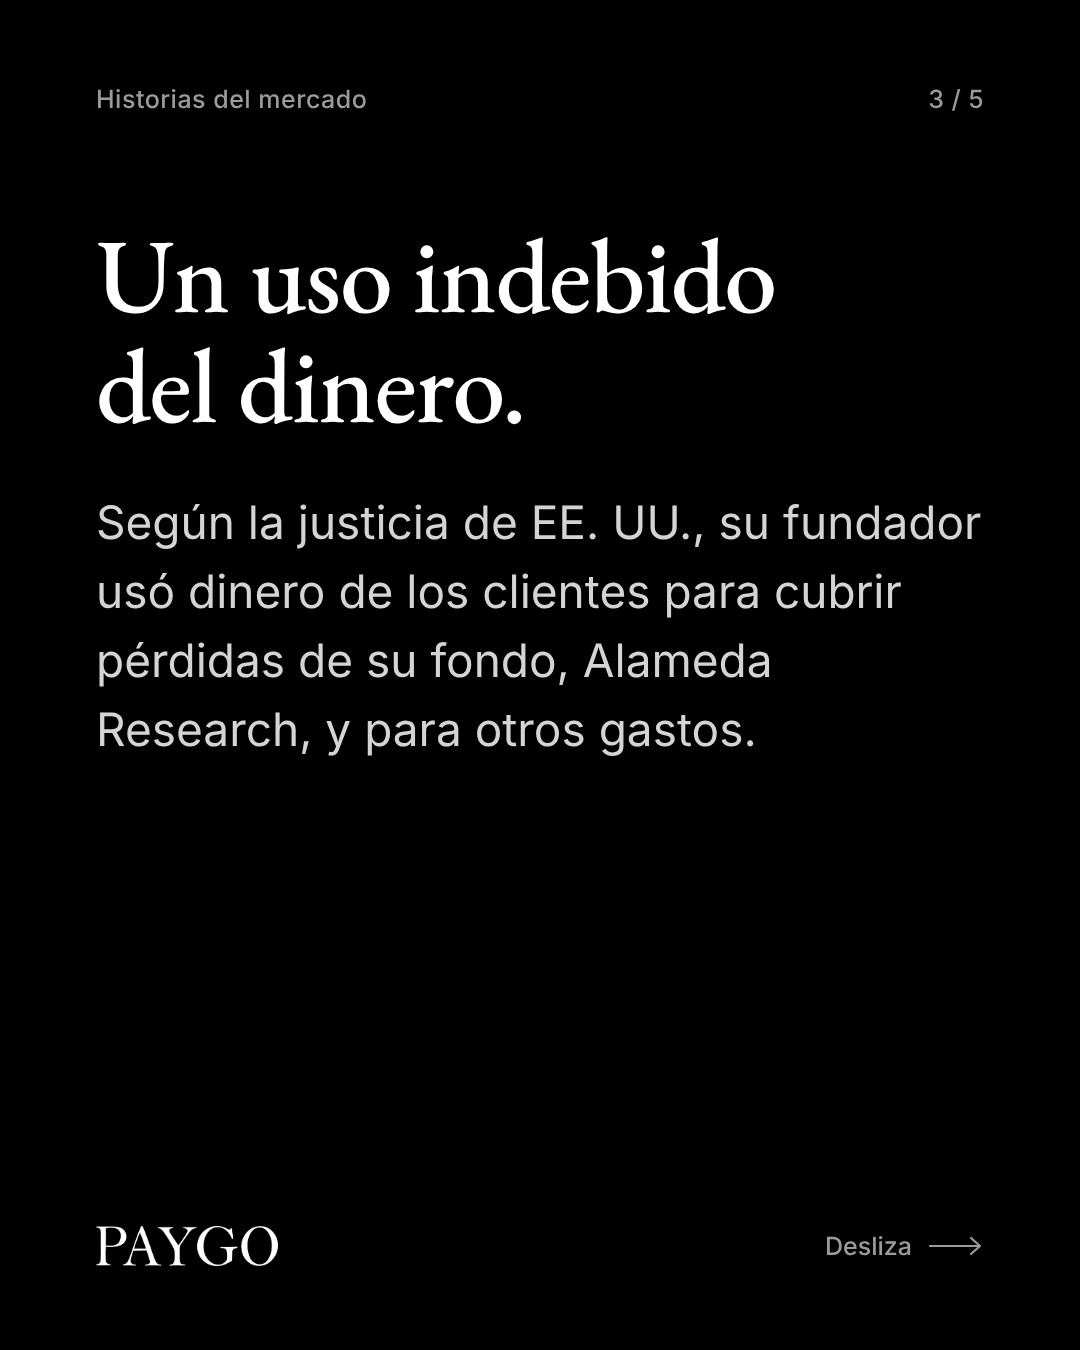 Historias del mercado
3 / 5
Un uso indebido
del dinero.
Según la justicia de EE. UU., su fundador
usó dinero de los clientes para cubrir
pérdidas de su fondo, Alameda
Research, y para otros gastos.
PAYGO
Desliza